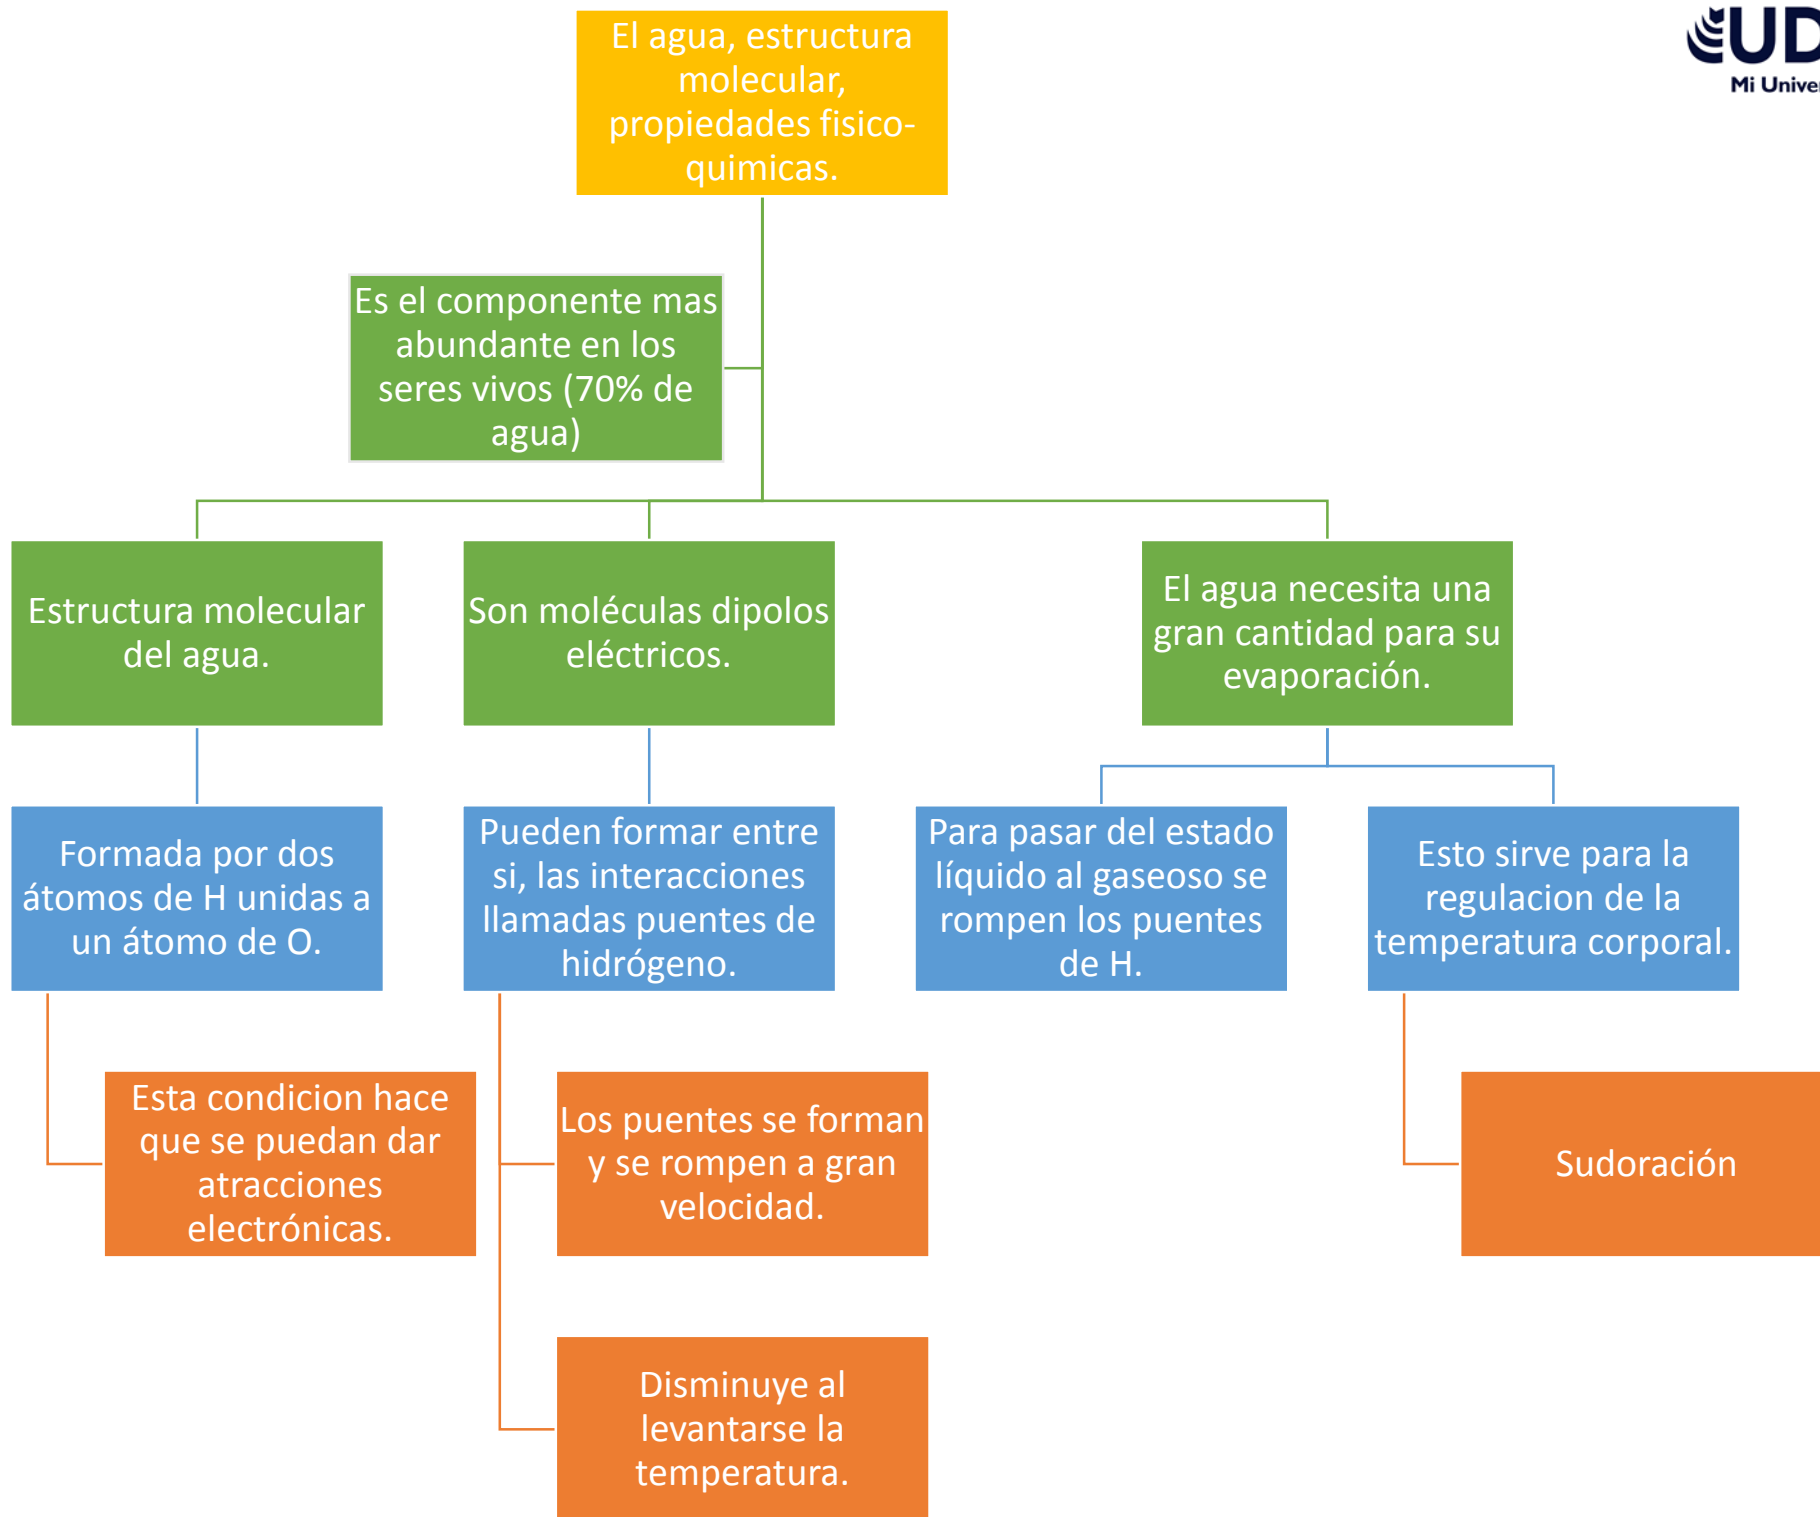 El agua, estructura
molecular,
propiedades fisico-
quimicas.
UD
Mi Univer
Es el componente mas
abundante en los
seres vivos (70% de
agua)
Estructura molecular
del agua.
Son moléculas dipolos
eléctricos.
El agua necesita una
gran cantidad para su
evaporación.
Formada por dos
átomos de H unidas a
un átomo de O.
Pueden formar entre
si, las interacciones
llamadas puentes de
hidrógeno.
Para pasar del estado
líquido al gaseoso se
rompen los puentes
de H.
Esto sirve para la
regulacion de la
temperatura corporal.
Esta condicion hace
que se puedan dar
atracciones
electrónicas.
Los puentes se forman
y se rompen a gran
velocidad.
Sudoración
Disminuye al
levantarse la
temperatura.